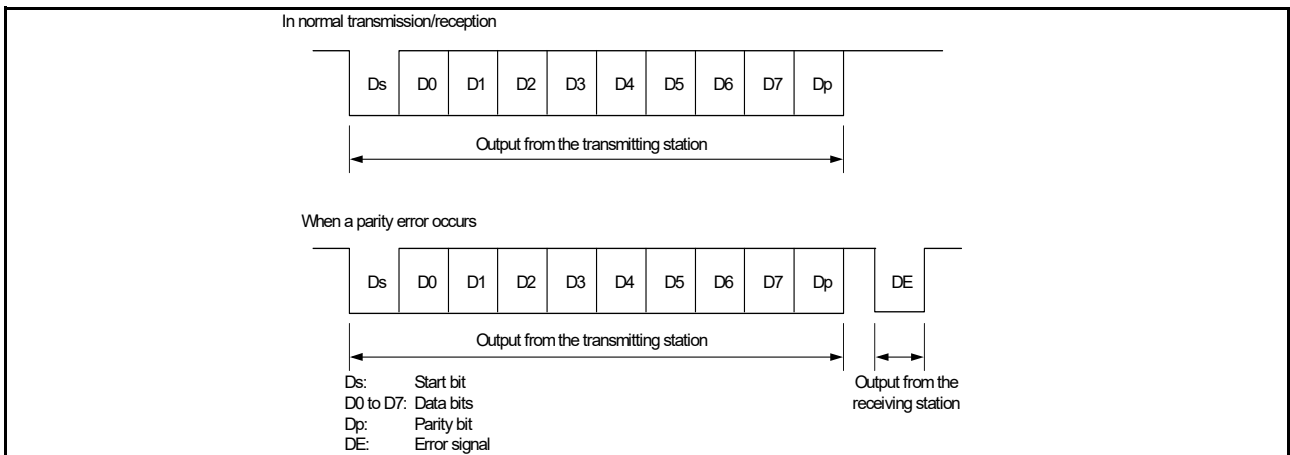 In normal transmission/reception
Ds D0 D1 D2 D3 D4 D5 D6 D7 Dp
Output from the transmitting station
When a parity error occurs
Ds D0 D1 D2 D3 D4 D5 D6 D7 Dp DE
Output from the transmitting station
Output from the
receiving station
Ds: Start bit
D0 to D7: Data bits
Dp: Parity bit
DE: Error signal